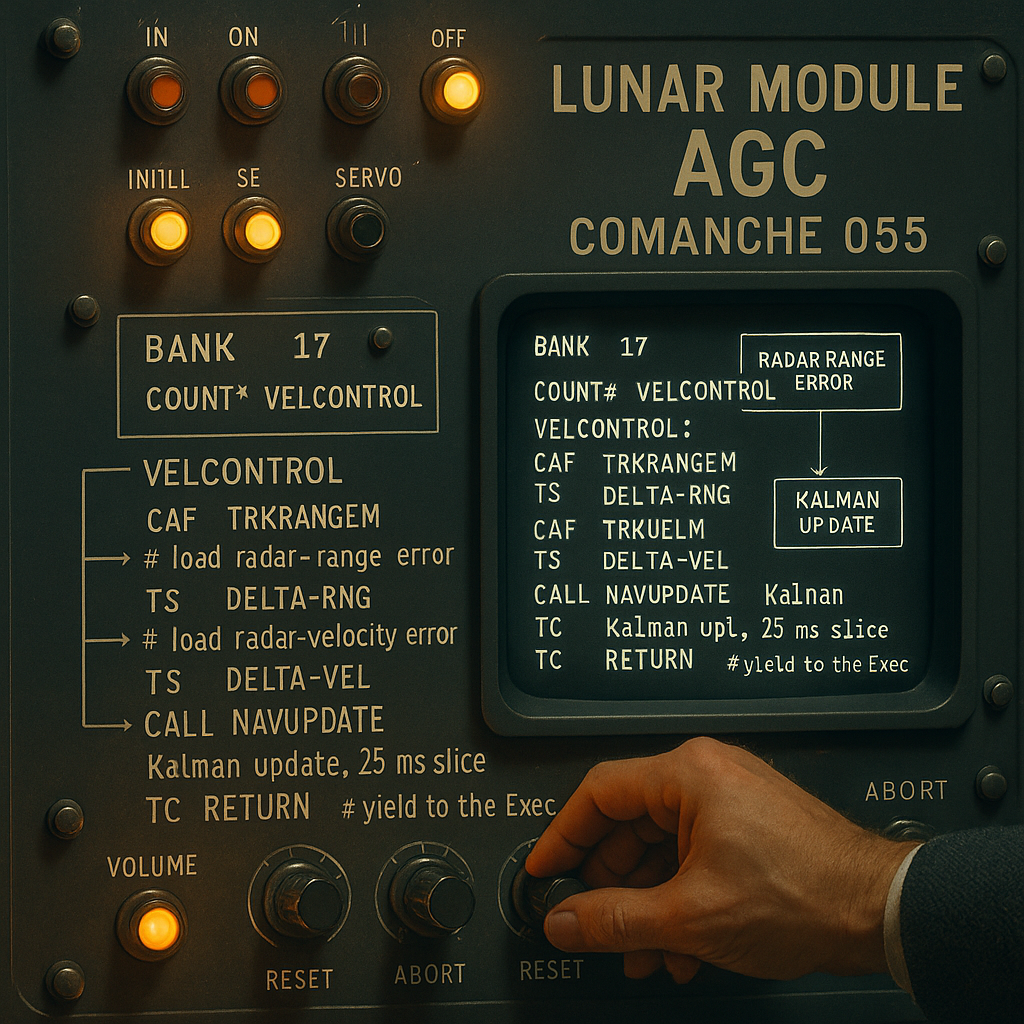 IN ON OFF
LUNAR MODULE
AGC
COMANCHE 055
SE SERVO
BANK 17
COUNT* VELCONTROL
VELCONTROL
CAF TRKRANGEM
# load radar-range error
TS DELTA-RNG
# load radar-velocity error
TS DELTA-VEL
CALL NAVUPDATE
Kalman update, 25 ms slice
TC RETURN # yield to the Exec
BANK 17
COUNT# VELCONTROL
VELCONTROL:
CAF TRKRANGEM
TS DELTA-RNG
CAF TRKUELM
TS DELTA-VEL
CALL NAVUPDATE Kalnan
TC Kalman upl, 25 ms slice
TC RETURN # yleld to the Exec
RADAR RANGE
ERROR
KALMAN
UP DATE
ABORT
VOLUME
RESET ABORT RESET